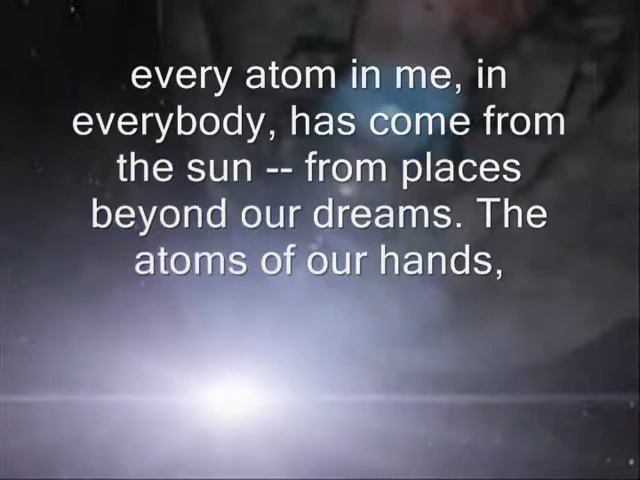 every atom in me, in
everybody, has come from
the sun -- from places
beyond our dreams. The
atoms of our hands,